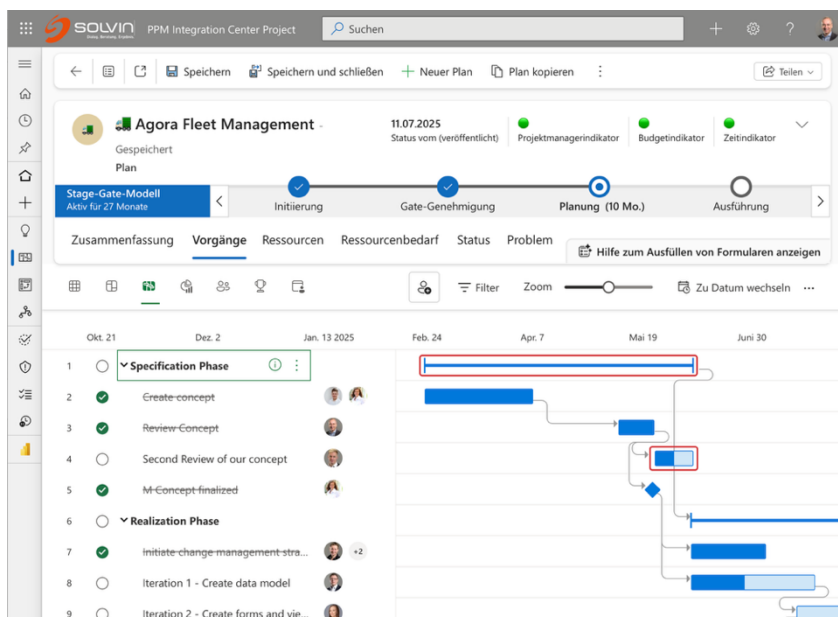 SOLVIN
PPM Integration Center Project
Suchen
Speichern
Speichern und schließen
Neuer Plan
Plan kopieren
Teilen
Agora Fleet Management
Gespeichert
Plan
11.07.2025
Status vom (veröffentlicht)
Projektmanagerindikator
Budgetindikator
Zeitindikator
Stage-Gate-Modell
Aktiv für 27 Monate
Initiierung
Gate-Genehmigung
Planung (10 Mo.)
Ausführung
Zusammenfassung
Vorgänge
Ressourcen
Ressourcenbedarf
Status
Problem
Hilfe zum Ausfüllen von Formularen anzeigen
Filter
Zoom
Zu Datum wechseln
Okt. 21
Dez. 2
Jan. 13 2025
Feb. 24
Apr. 7
Mai 19
Juni 30
1 Specification Phase
2 Create concept
3 Review Concept
4 Second Review of our concept
5 M Concept finalized
6 Realization Phase
7 Initiate change management stra... +2
8 Iteration 1 - Create data model
9 Iteration 2 - Create forms and vie...